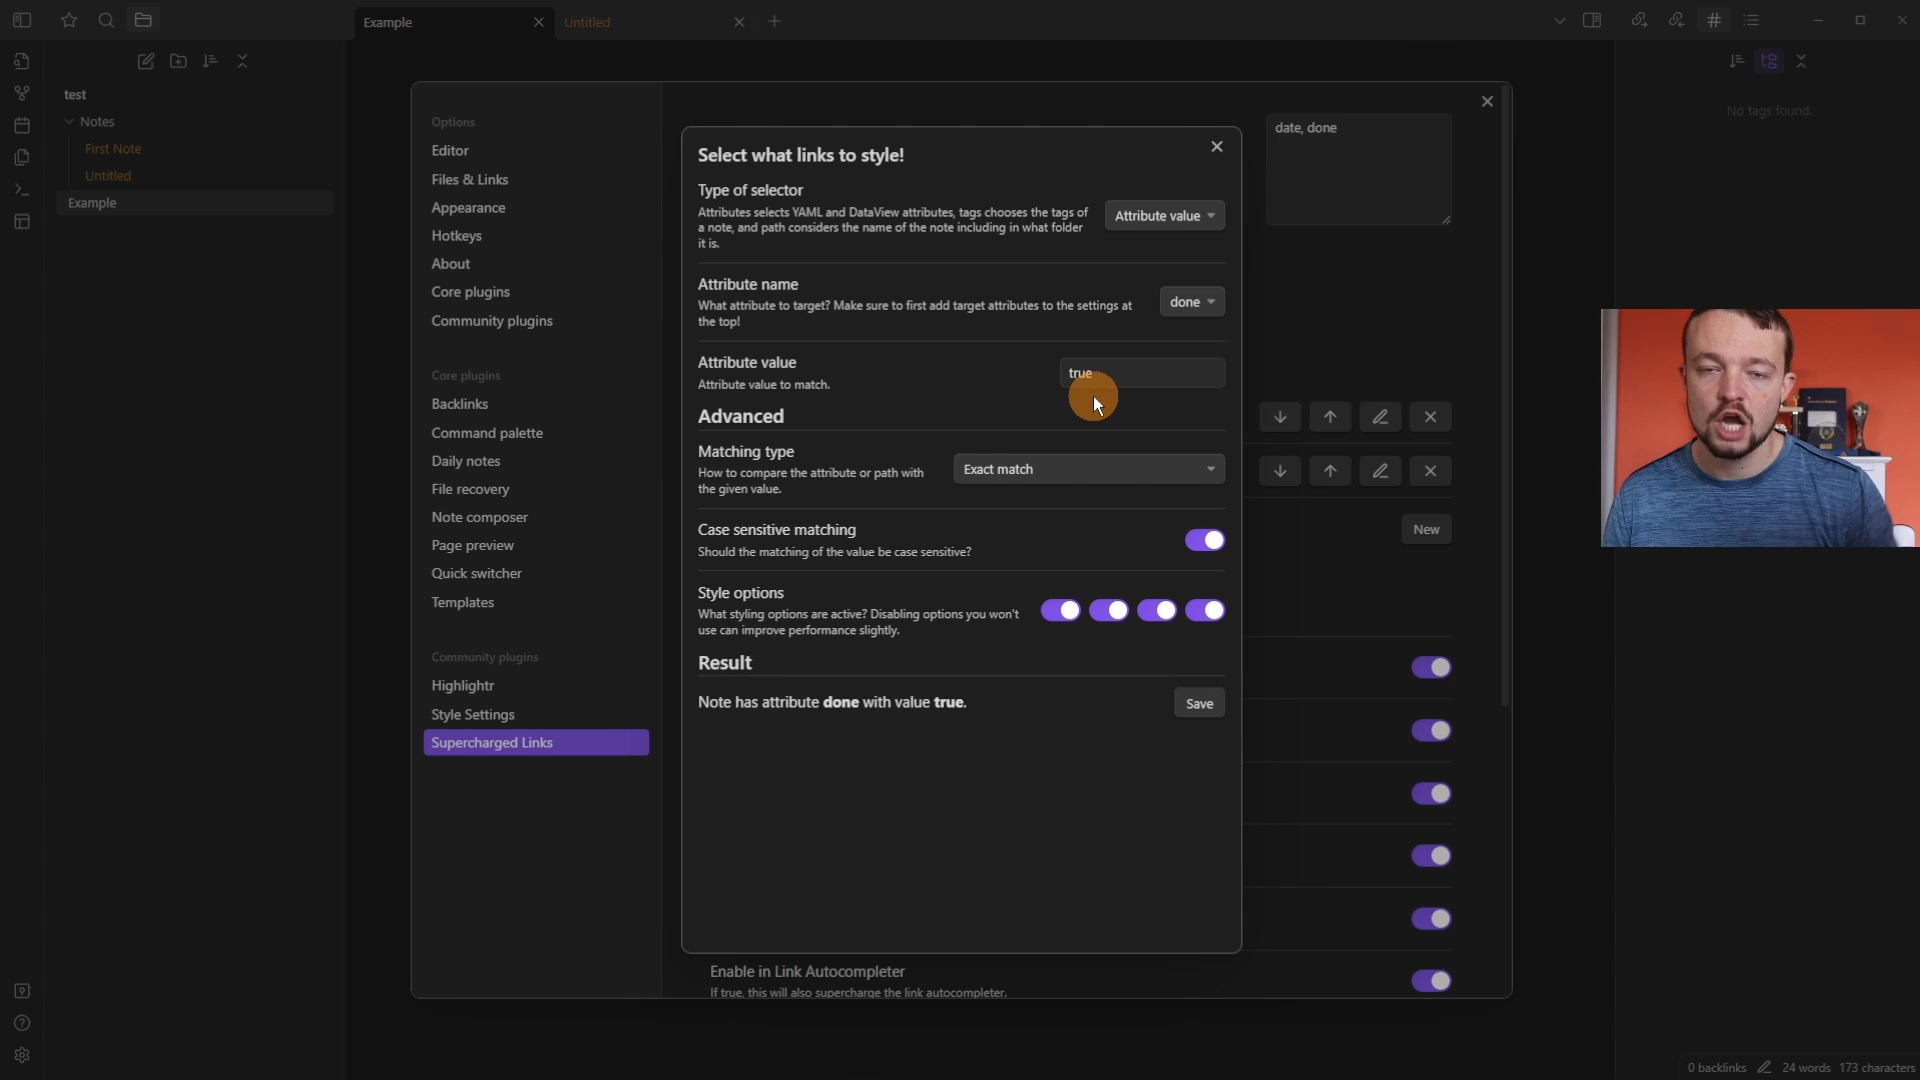 Example
Untitled
test
Notes
First Note
Untitled
Example
Options
Editor
Files & Links
Appearance
Hotkeys
About
Core plugins
Community plugins
Core plugins
Backlinks
Command palette
Daily notes
File recovery
Note composer
Page preview
Quick switcher
Templates
Community plugins
Highlightr
Style Settings
Supercharged Links
Select what links to style!
Type of selector
Attributes selects YAML and DataView attributes, tags chooses the tags of
a note, and path considers the name of the note including in what folder
it is.
Attribute value
Attribute name
What attribute to target? Make sure to first add target attributes to the settings at
the top!
done
Attribute value
Attribute value to match.
true
Advanced
Matching type
How to compare the attribute or path with
the given value.
Exact match
Case sensitive matching
Should the matching of the value be case sensitive?
Style options
What styling options are active? Disabling options you won't
use can improve performance slightly.
Result
Note has attribute done with value true.
Save
date, done
New
Enable in Link Autocompleter
If true, this will also supercharge the link autocompleter.
No tags found.
0 backlinks
24 words
173 characters